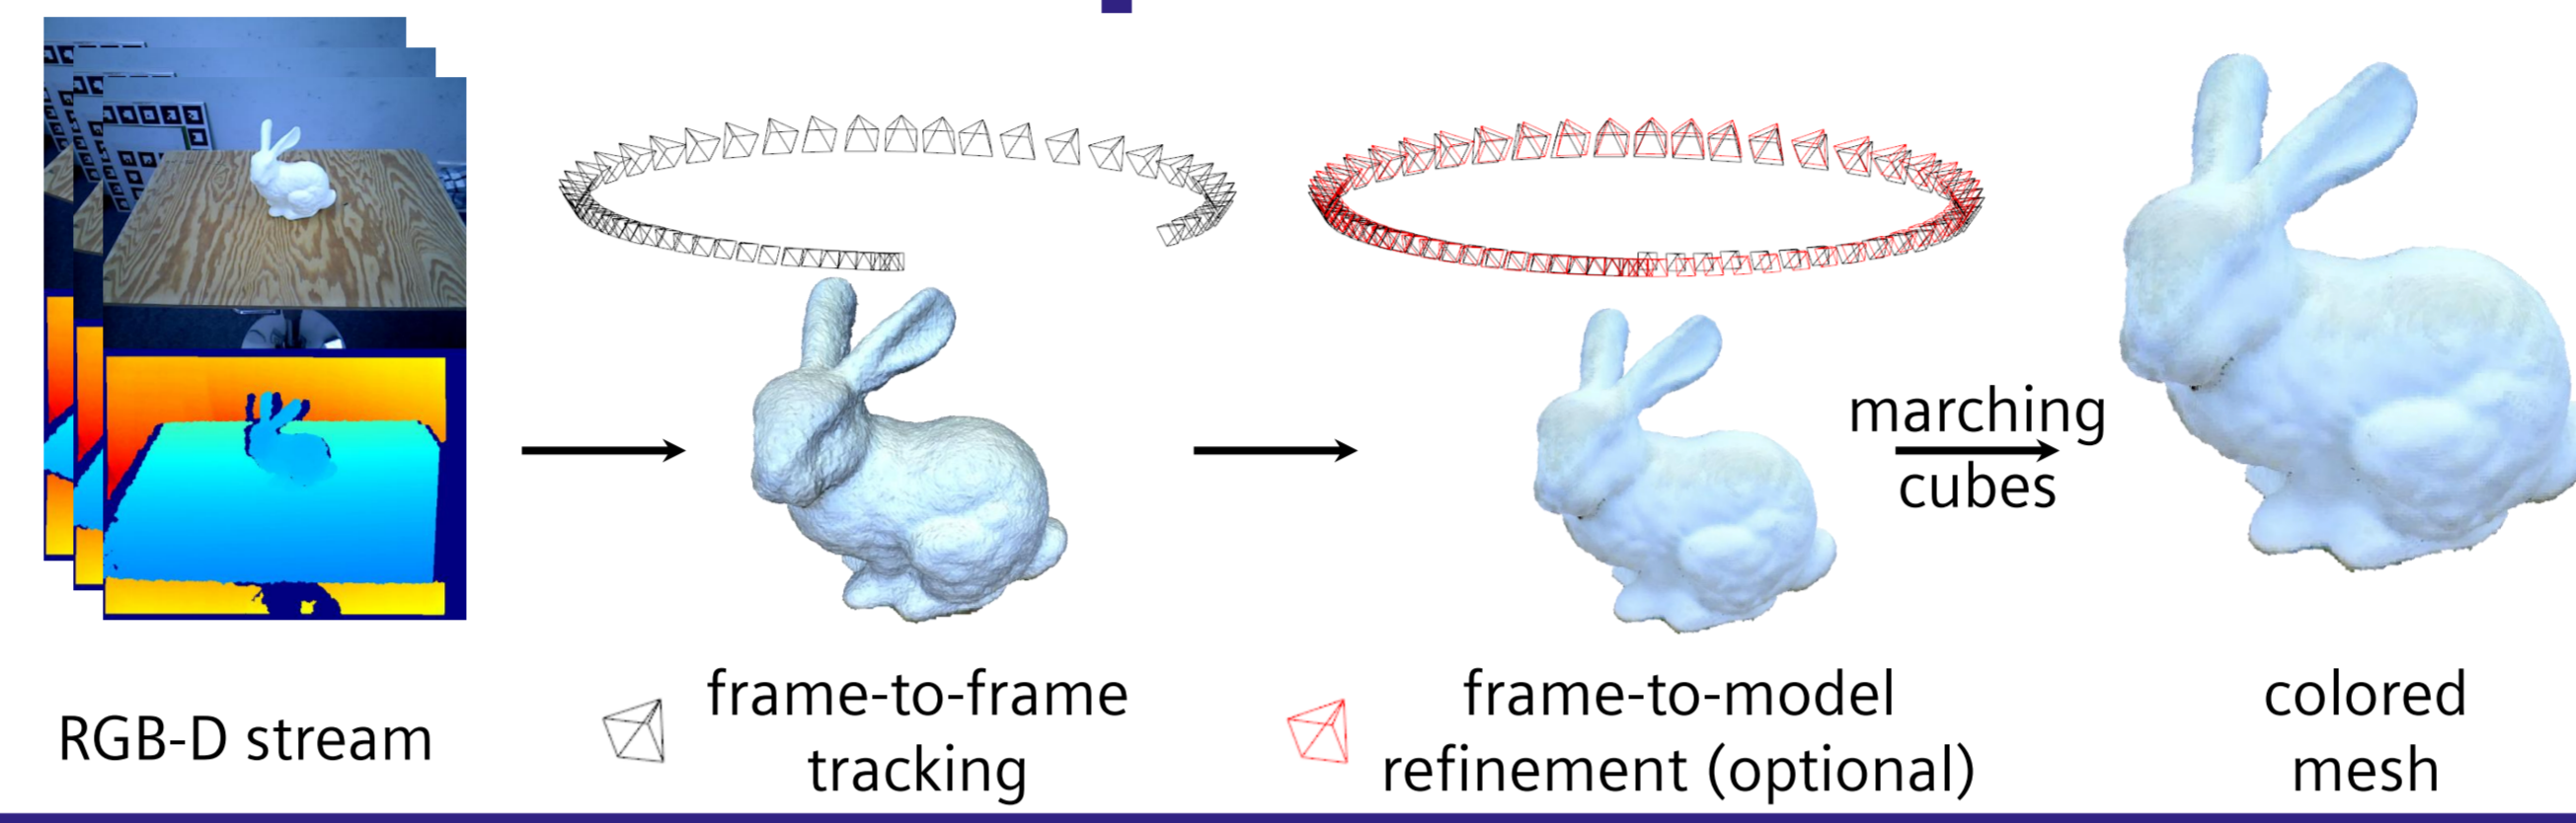 marching
cubes
RGB-D stream
frame-to-frame
tracking
frame-to-model
refinement (optional)
colored
mesh